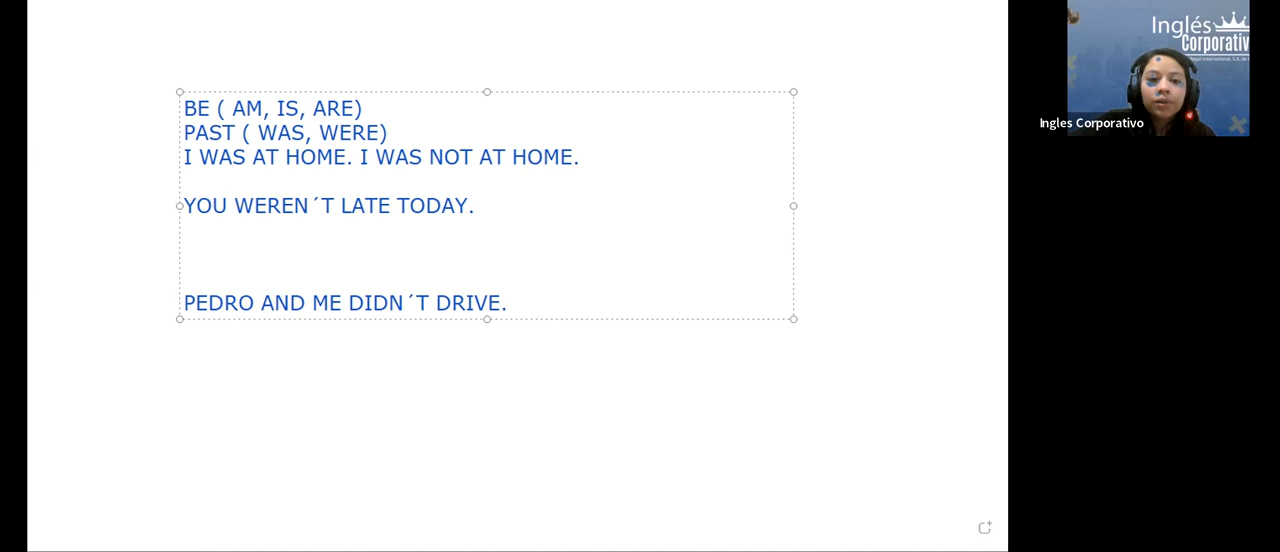 BE ( AM, IS, ARE)
PAST ( WAS, WERE)
I WAS AT HOME. I WAS NOT AT HOME.
YOU WEREN´T LATE TODAY.
PEDRO AND ME DIDN´T DRIVE.
Inglés
Corporativ
Ingles Corporativo